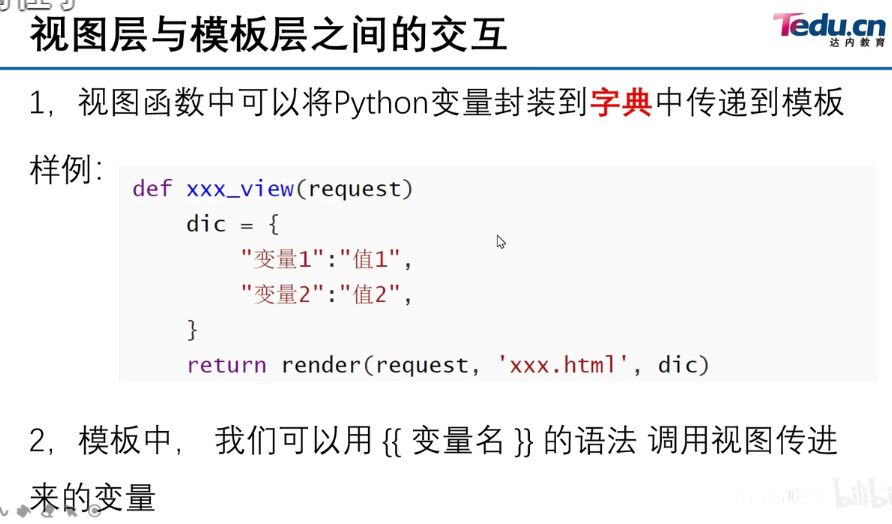 视图层与模板层之间的交互
Tedu.cn
达内教育
1，视图函数中可以将Python变量封装到字典中传递到模板
样例：
def xxx_view(request)
dic = {
"变量1":"值1",
"变量2":"值2",
}
return render(request, 'xxx.html', dic)
2，模板中， 我们可以用 {{ 变量名 }} 的语法 调用视图传进
来的变量
bilibili